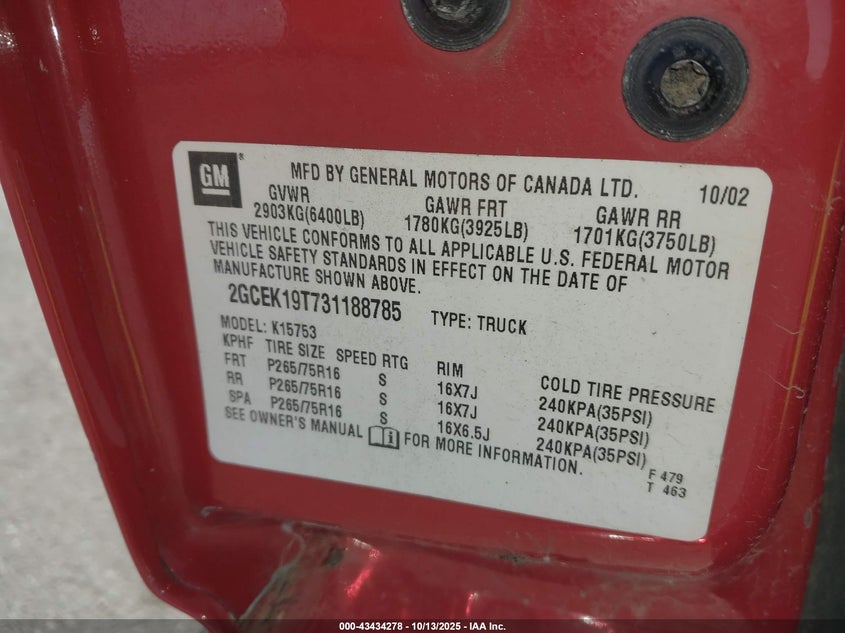 GM®
MFD BY GENERAL MOTORS OF CANADA LTD. 10/02
GVWR GAWR FRT GAWR RR
2903KG(6400LB) 1780KG(3925LB) 1701KG(3750LB)
THIS VEHICLE CONFORMS TO ALL APPLICABLE U.S. FEDERAL MOTOR
VEHICLE SAFETY STANDARDS IN EFFECT ON THE DATE OF
MANUFACTURE SHOWN ABOVE.
2GCEK19T731188785 TYPE: TRUCK
MODEL: K15753
KPHF TIRE SIZE SPEED RTG RIM COLD TIRE PRESSURE
FRT P265/75R16 S 16X7J 240KPA(35PSI)
RR P265/75R16 S 16X7J 240KPA(35PSI)
SPA P265/75R16 S 16X6.5J 240KPA(35PSI)
SEE OWNER'S MANUAL FOR MORE INFORMATION.
F 479
T 463
000-43434278 - 10/13/2025 - IAA Inc.